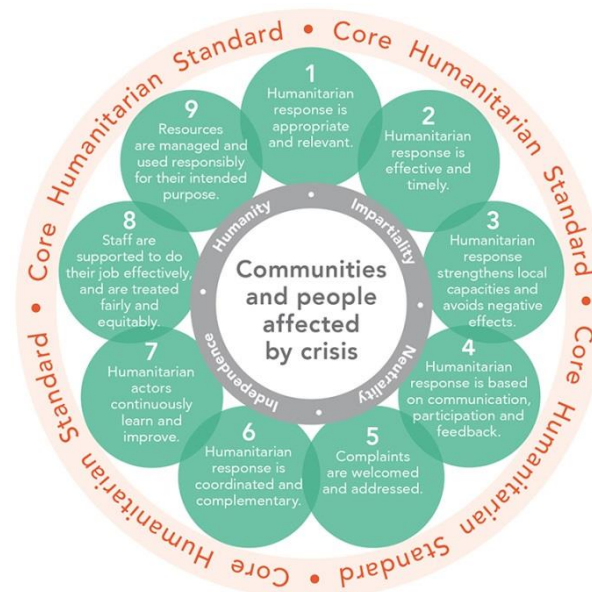 Core Humanitarian Standard • Core Humanitarian Standard • Core Humanitarian Standard • Core Humanitarian Standard •
1
Humanitarian
response is
appropriate
and relevant.
2
Humanitarian
response is
effective and
timely.
3
Humanitarian
response
strengthens local
capacities and
avoids negative
effects.
4
Humanitarian
response is based
on communication,
participation and
feedback.
5
Complaints
are welcomed
and addressed.
6
Humanitarian
response is
coordinated and
complementary.
7
Humanitarian
actors
continuously
learn and
improve.
8
Staff are
supported to do
their job effectively,
and are treated
fairly and
equitably.
9
Resources
are managed and
used responsibly
for their intended
purpose.
Humanity • Impartiality • Neutrality • Independence •
Communities
and people
affected
by crisis